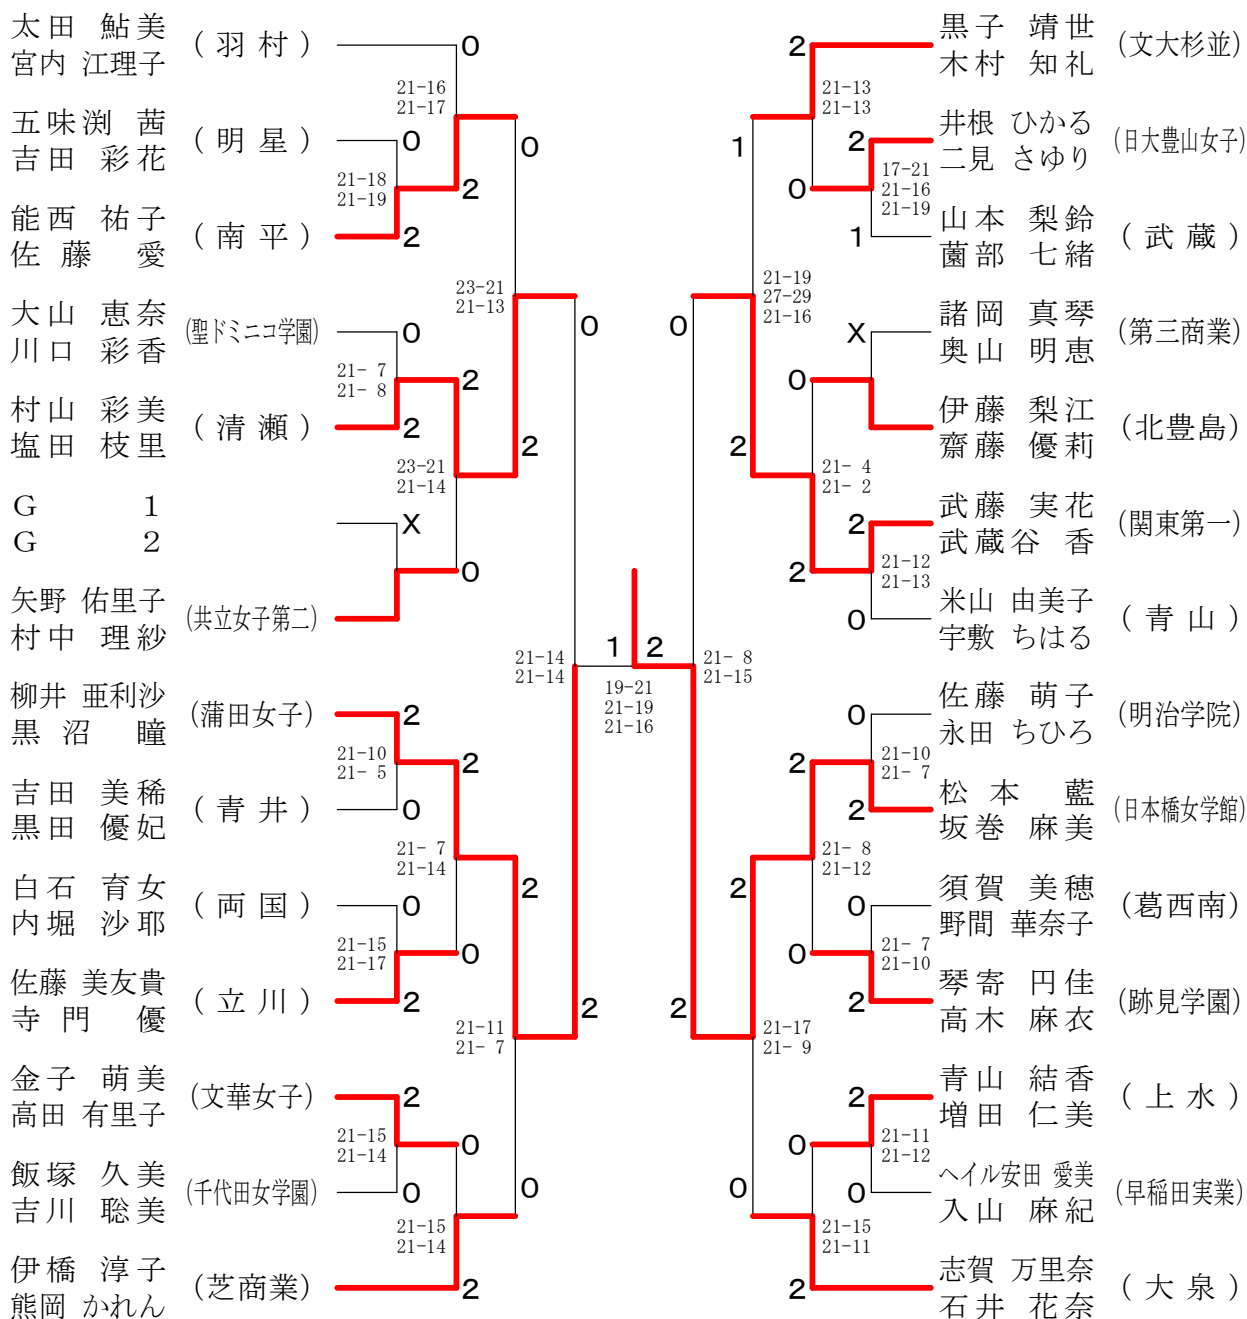 太田 鮎美
宮内 江理子
(羽村)
0
21-16
21-17
五味渕 茜
吉田 彩花
(明星)
0
0
21-18
21-19
2
能西 祐子
佐藤 愛
(南平)
2
23-21
21-13
大山 恵奈
川口 彩香
(聖ドミニコ学園)
0
0
21- 7
21- 8
2
村山 彩美
塩田 枝里
(清瀬)
2
2
23-21
21-14
G 1
G 2
X
0
矢野 佑里子
村中 理紗
(共立女子第二)
21-14
21-14
柳井 亜利沙
黒沼 瞳
(蒲田女子)
2
21-10
21- 5
2
吉田 美稀
黒田 優妃
(青井)
0
21- 7
21-14
白石 育女
内堀 沙耶
(両国)
0
2
21-15
21-17
0
佐藤 美友貴
寺門 優
(立川)
2
2
21-11
21- 7
金子 萌美
高田 有里子
(文華女子)
2
21-15
21-14
0
飯塚 久美
吉川 聡美
(千代田女学園)
0
0
21-15
21-14
伊橋 淳子
熊岡 かれん
(芝商業)
2
1 2
19-21
21-19
21-16
2
黒子 靖世
木村 知礼
(文大杉並)
21-13
21-13
1
2
井根 ひかる
二見 さゆり
(日大豊山女子)
0
17-21
21-16
21-19
1
山本 梨鈴
薗部 七緒
(武蔵)
21-19
27-29
21-16
0
X
諸岡 真琴
奥山 明恵
(第三商業)
0
伊藤 梨江
齋藤 優莉
(北豊島)
2
21- 4
21- 2
2
武藤 実花
武蔵谷 香
(関東第一)
2
21-12
21-13
0
米山 由美子
宇敷 ちはる
(青山)
21- 8
21-15
0
佐藤 萌子
永田 ちひろ
(明治学院)
2
21-10
21- 7
2
松本 藍
坂巻 麻美
(日本橋女学館)
21- 8
21-12
2
0
須賀 美穂
野間 華奈子
(葛西南)
0
21- 7
21-10
2
琴寄 円佳
高木 麻衣
(跡見学園)
2
21-17
21- 9
2
青山 結香
増田 仁美
(上水)
0
21-11
21-12
0
0
ヘイル安田 愛美
入山 麻紀
(早稲田実業)
21-15
21-11
2
志賀 万里奈
石井 花奈
(大泉)